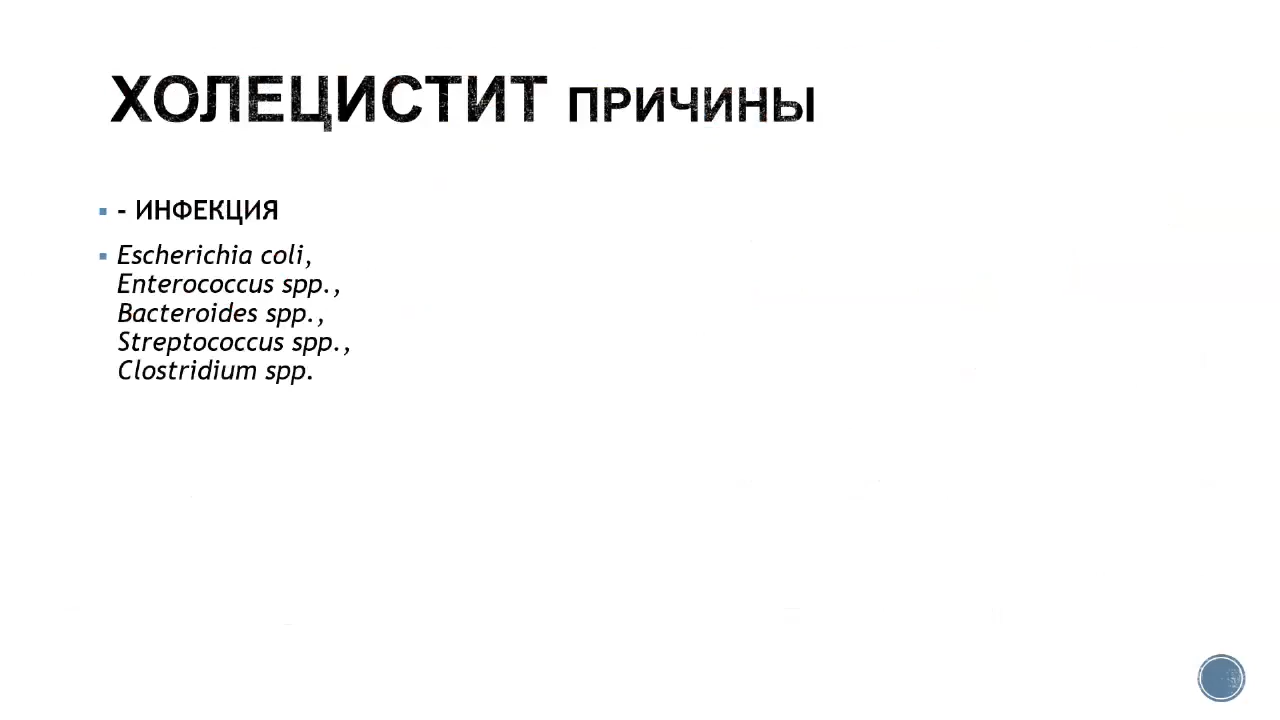 ХОЛЕЦИСТИТ ПРИЧИНЫ
- ИНФЕКЦИЯ
Escherichia coli,
Enterococcus spp.,
Bacteroides spp.,
Streptococcus spp.,
Clostridium spp.